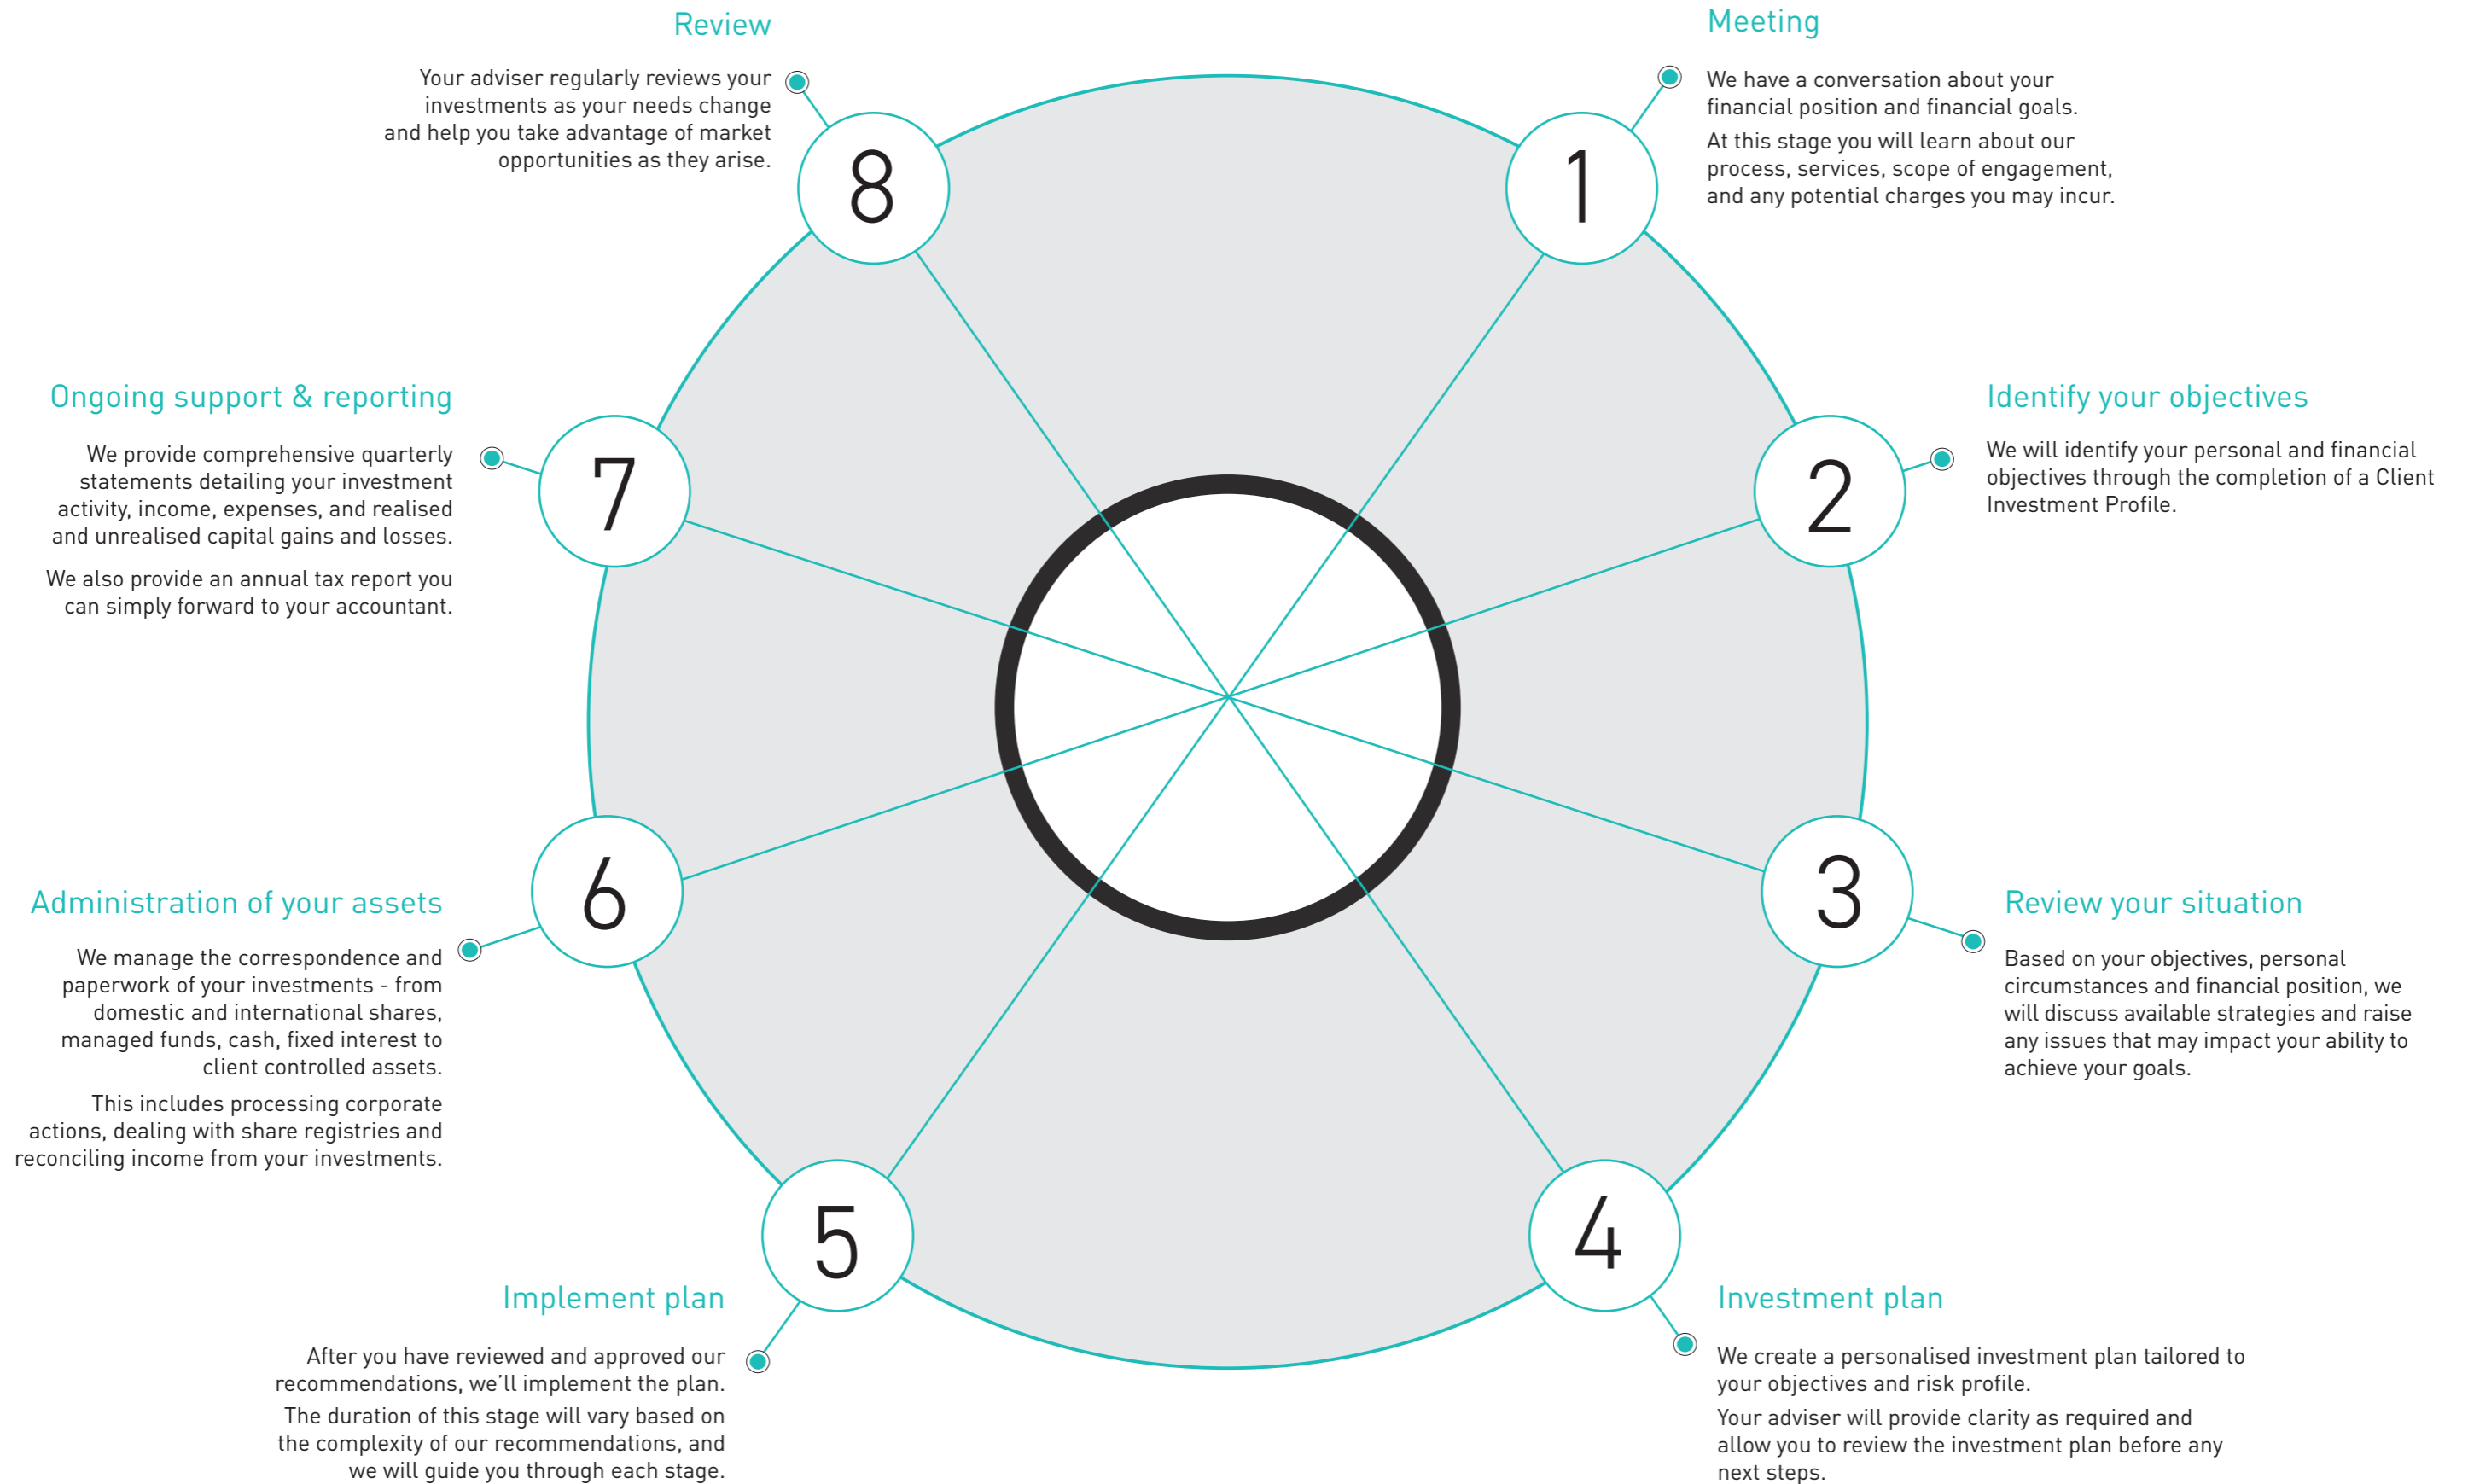 Meeting
We have a conversation about your
financial position and financial goals.
At this stage you will learn about our
process, services, scope of engagement,
and any potential charges you may incur.
1
Identify your objectives
We will identify your personal and financial
objectives through the completion of a Client
Investment Profile.
2
Review your situation
Based on your objectives, personal
circumstances and financial position, we
will discuss available strategies and raise
any issues that may impact your ability to
achieve your goals.
3
Investment plan
We create a personalised investment plan tailored to
your objectives and risk profile.
Your adviser will provide clarity as required and
allow you to review the investment plan before any
next steps.
4
Implement plan
After you have reviewed and approved our
recommendations, we'll implement the plan.
The duration of this stage will vary based on
the complexity of our recommendations, and
we will guide you through each stage.
5
Administration of your assets
We manage the correspondence and
paperwork of your investments - from
domestic and international shares,
managed funds, cash, fixed interest to
client controlled assets.
This includes processing corporate
actions, dealing with share registries and
reconciling income from your investments.
6
Ongoing support & reporting
We provide comprehensive quarterly
statements detailing your investment
activity, income, expenses, and realised
and unrealised capital gains and losses.
We also provide an annual tax report you
can simply forward to your accountant.
7
Review
Your adviser regularly reviews your
investments as your needs change
and help you take advantage of market
opportunities as they arise.
8